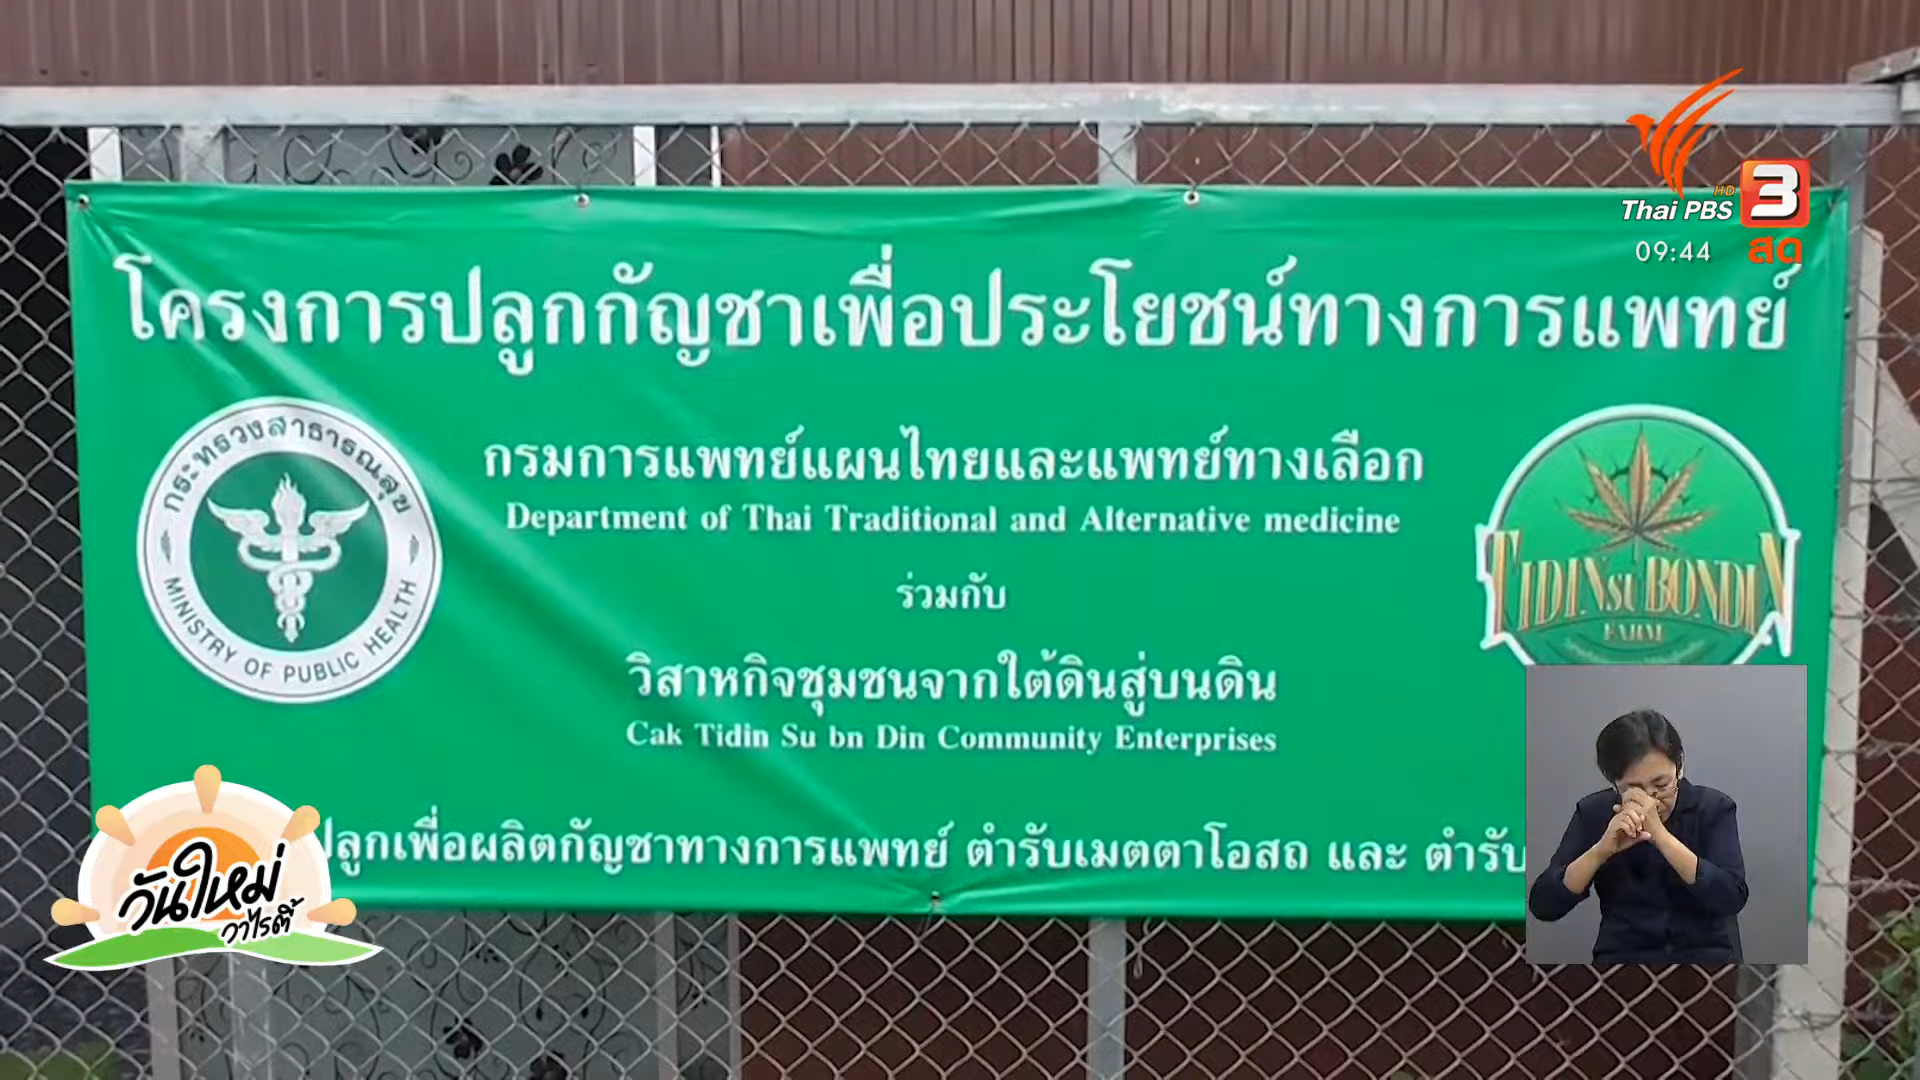 Thai PBS
HD
3
09:44
สด
โครงการปลูกกัญชาเพื่อประโยชน์ทางการแพทย์
กระทรวงสาธารณสุข
MINISTRY OF PUBLIC HEALTH
กรมการแพทย์แผนไทยและแพทย์ทางเลือก
Department of Thai Traditional and Alternative medicine
ร่วมกับ
วิสาหกิจชุมชนจากใต้ดินสู่บนดิน
Cak Tidin Su bn Din Community Enterprises
TIDIN SU BONDIN
FARM
ปลูกเพื่อผลิตกัญชาทางการแพทย์ ตำรับเมตตาโอสถ และ ตำรับ
วันใหม่
วาไรตี้